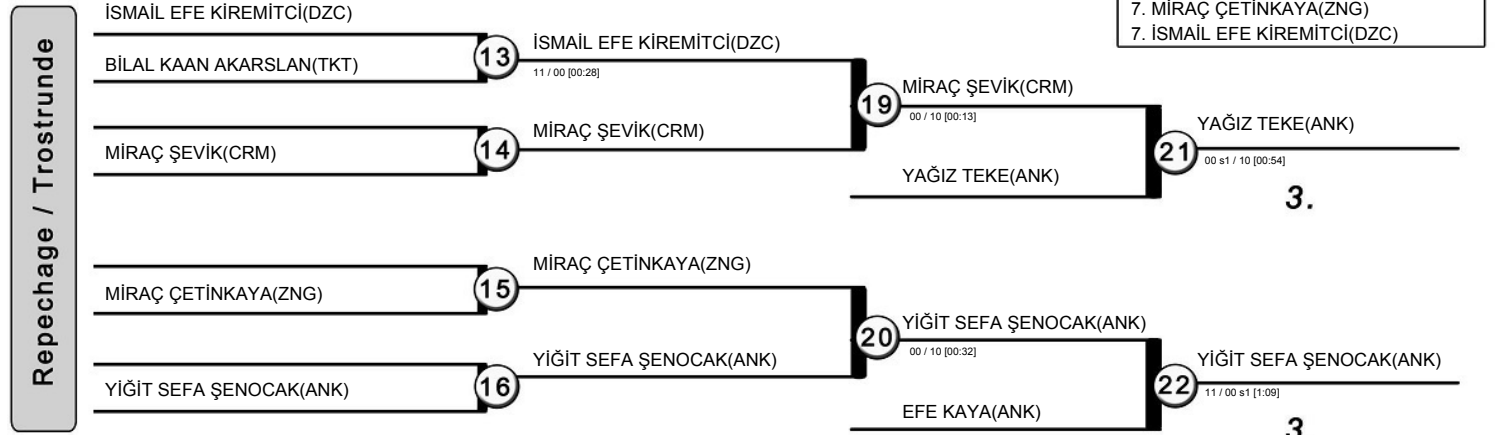 7. MİRAÇ ÇETİNKAYA(ZNG)
7. İSMAİL EFE KİREMİTCİ(DZC)
Repechage / Trostrunde
İSMAİL EFE KİREMİTCİ(DZC)
BİLAL KAAN AKARSLAN(TKT)
13
İSMAİL EFE KİREMİTCİ(DZC)
11 / 00 [00:28]
MİRAÇ ŞEVİK(CRM)
14
MİRAÇ ŞEVİK(CRM)
19
MİRAÇ ŞEVİK(CRM)
00 / 10 [00:13]
YAĞIZ TEKE(ANK)
21
YAĞIZ TEKE(ANK)
00 s1 / 10 [00:54]
3.
MİRAÇ ÇETİNKAYA(ZNG)
15
MİRAÇ ÇETİNKAYA(ZNG)
YİĞİT SEFA ŞENOCAK(ANK)
16
YİĞİT SEFA ŞENOCAK(ANK)
20
YİĞİT SEFA ŞENOCAK(ANK)
00 / 10 [00:32]
EFE KAYA(ANK)
22
YİĞİT SEFA ŞENOCAK(ANK)
11 / 00 s1 [1:09]
3